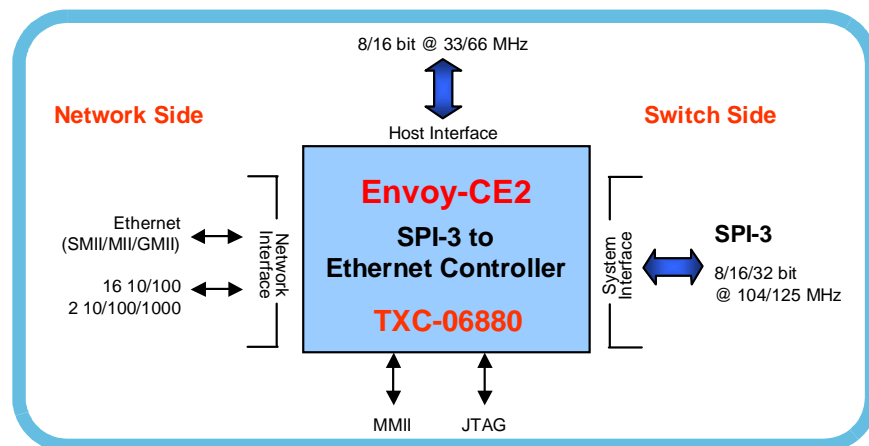 8/16 bit @ 33/66 MHz
Network Side
Switch Side
Host Interface
Envoy-CE2
SPI-3 to
Ethernet Controller
TXC-06880
Ethernet
(SMII/MII/GMII)
16 10/100
2 10/100/1000
Network
Interface
System
Interface
SPI-3
8/16/32 bit
@ 104/125 MHz
MMII
JTAG